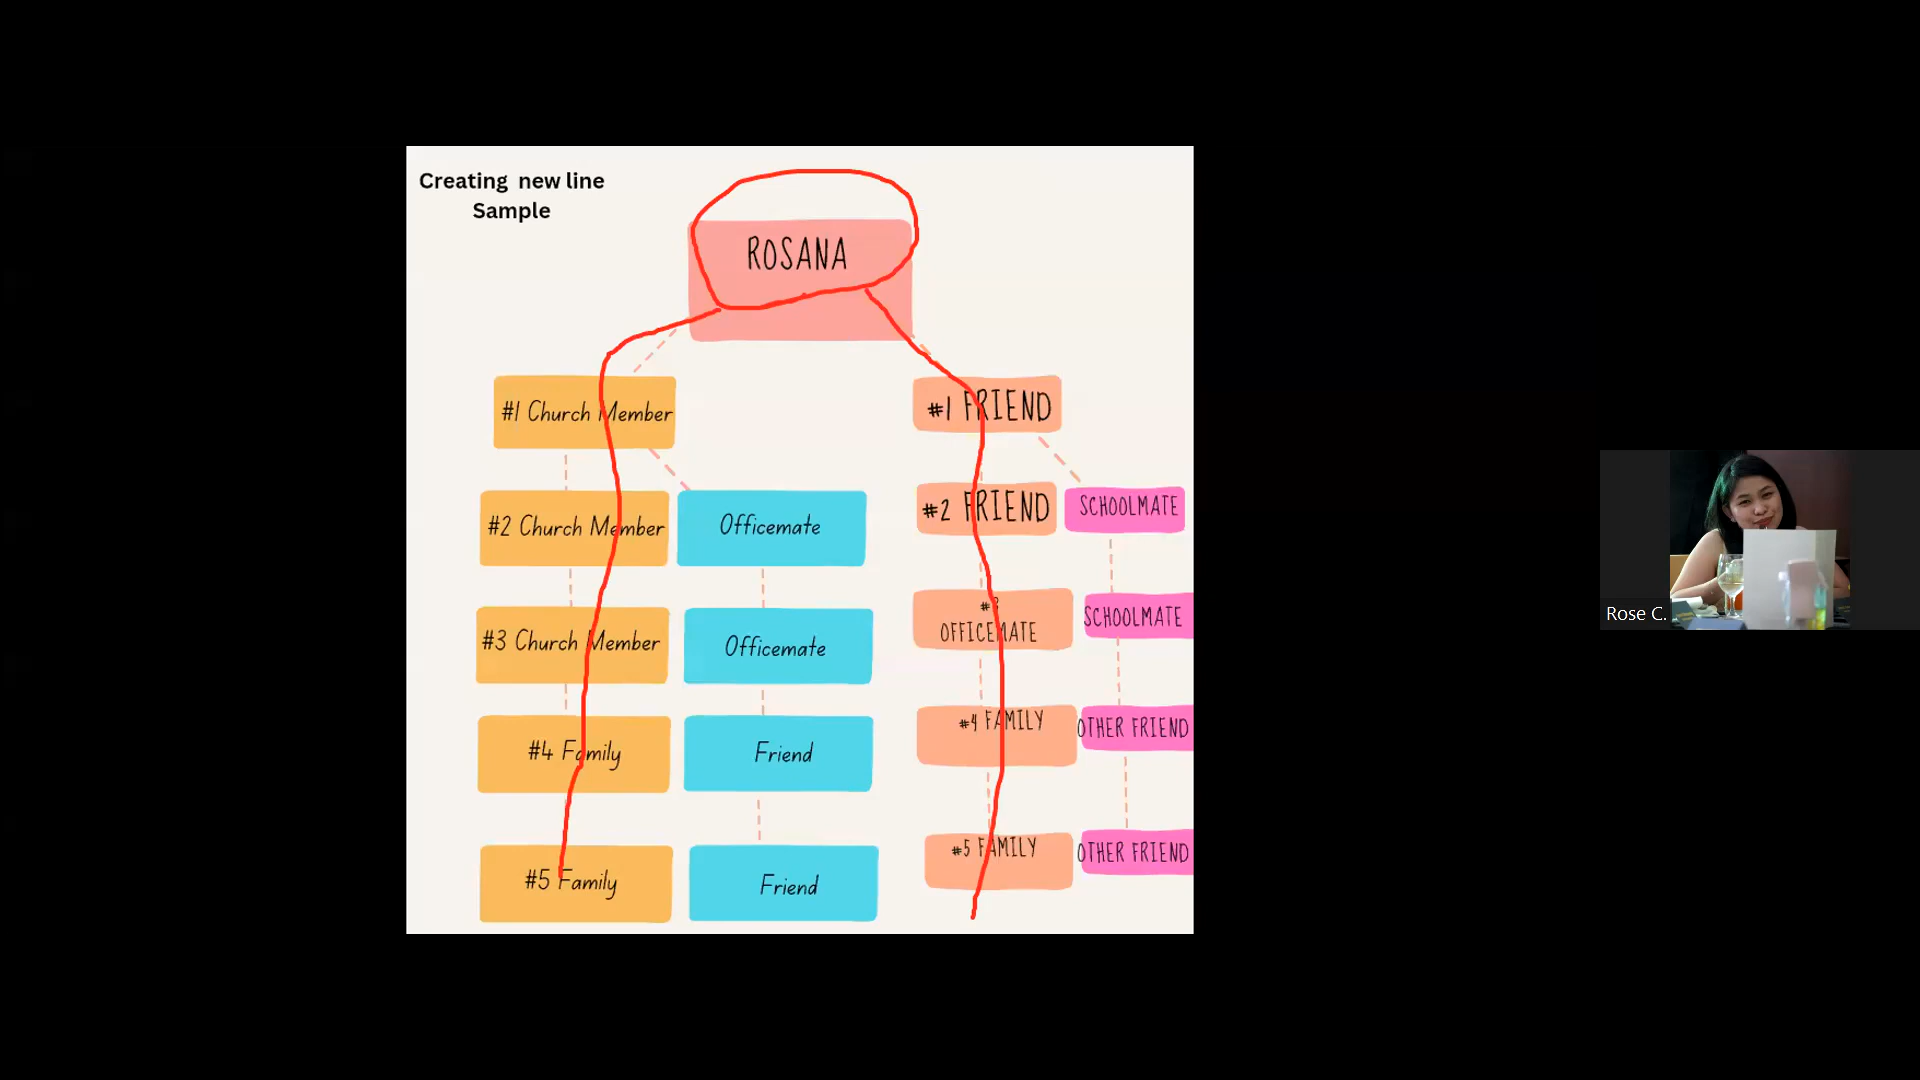 Creating new line
Sample
ROSANA
#1 Church Member
#1 FRIEND
#2 Church Member
Officemate
#2 FRIEND
SCHOOLMATE
#3 Church Member
Officemate
#3
OFFICEMATE
SCHOOLMATE
#4 Family
Friend
#4 FAMILY
OTHER FRIEND
#5 Family
Friend
#5 FAMILY
OTHER FRIEND
Rose C.